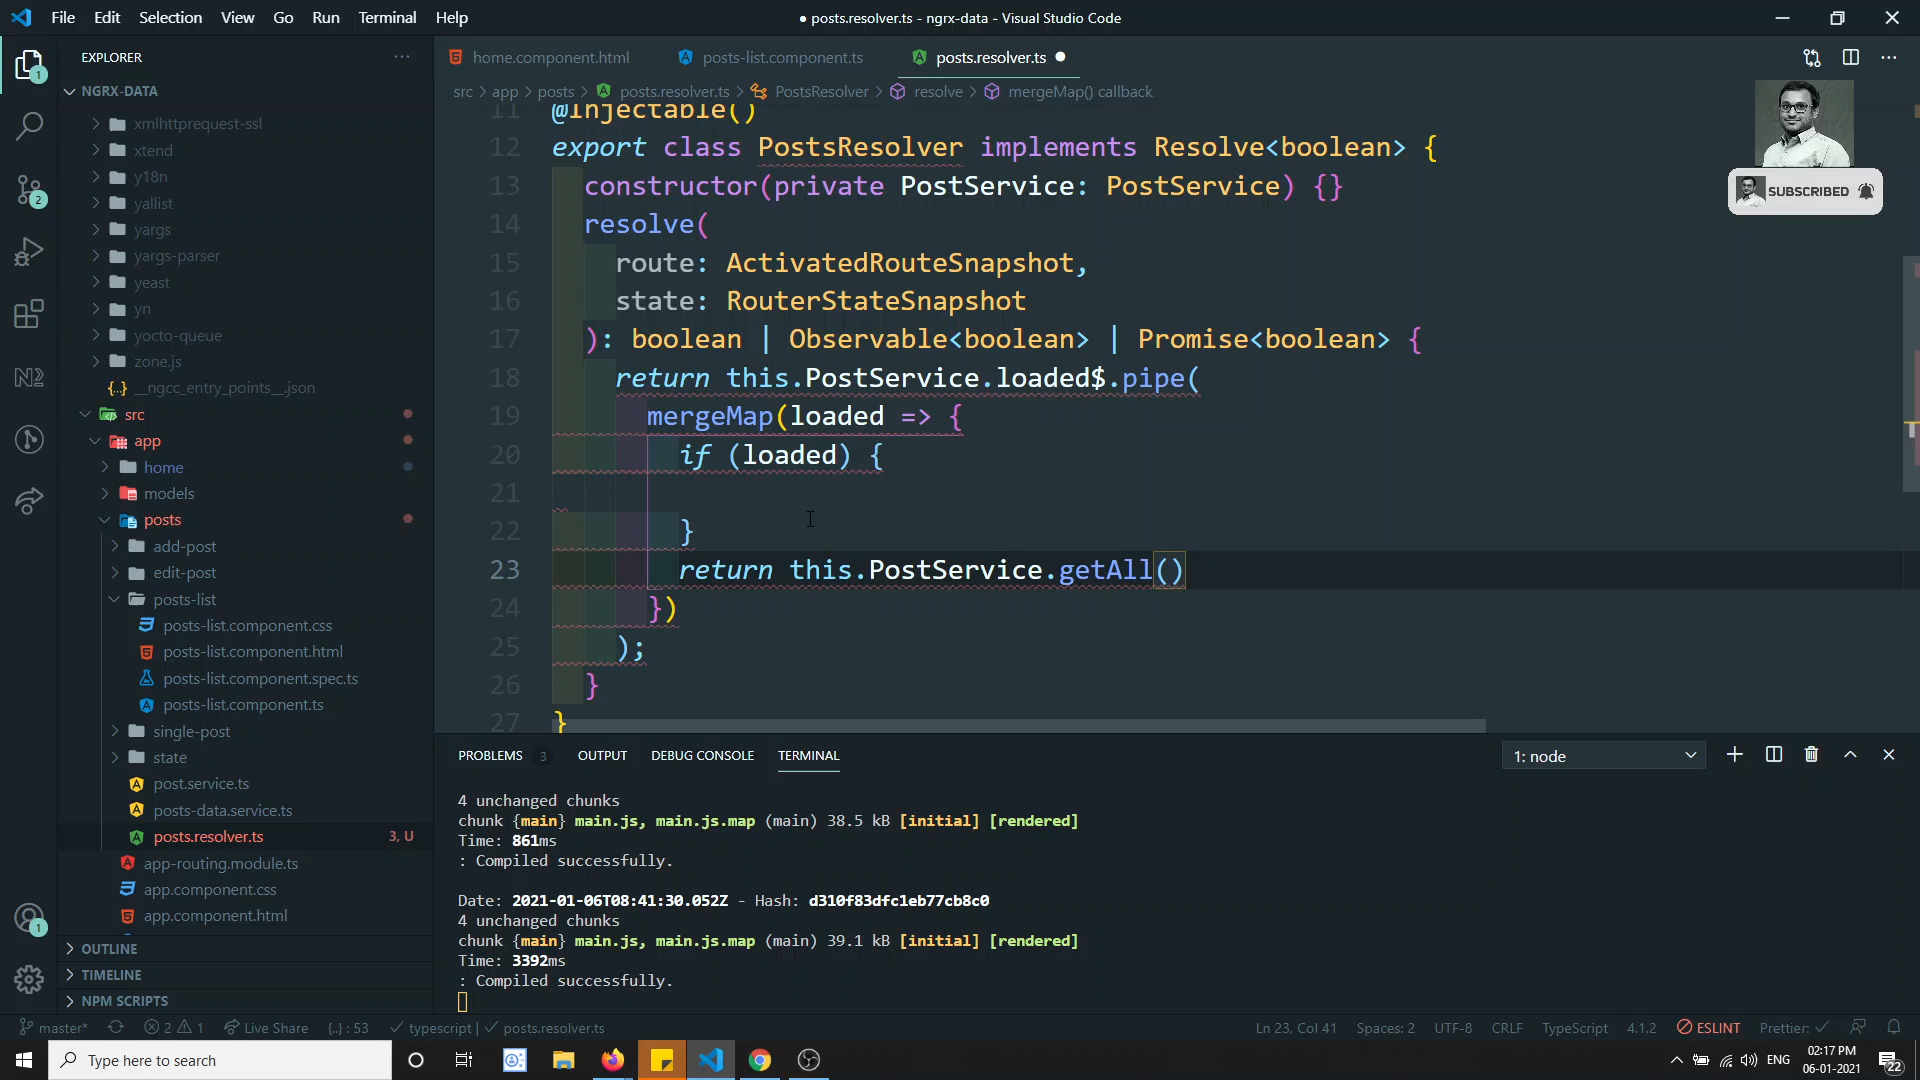 File Edit Selection View Go Run Terminal Help
● posts.resolver.ts - ngrx-data - Visual Studio Code
EXPLORER
NGRX-DATA
xmlhttprequest-ssl
xtend
y18n
yallist
yargs
yargs-parser
yeast
yn
yocto-queue
zone.js
{..} __ngcc_entry_points__.json
src
app
home
models
posts
add-post
edit-post
posts-list
posts-list.component.css
posts-list.component.html
posts-list.component.spec.ts
posts-list.component.ts
single-post
state
post.service.ts
posts-data.service.ts
posts.resolver.ts 3, U
app-routing.module.ts
app.component.css
app.component.html
OUTLINE
TIMELINE
NPM SCRIPTS
home.component.html posts-list.component.ts posts.resolver.ts ●
src > app > posts > posts.resolver.ts > PostsResolver > resolve > mergeMap() callback
11 @Injectable()
12 export class PostsResolver implements Resolve<boolean> {
13 constructor(private PostService: PostService) {}
14 resolve(
15 route: ActivatedRouteSnapshot,
16 state: RouterStateSnapshot
17 ): boolean | Observable<boolean> | Promise<boolean> {
18 return this.PostService.loaded$.pipe(
19 mergeMap(loaded => {
20 if (loaded) {
21
22 }
23 return this.PostService.getAll()
24 })
25 );
26 }
27 }
SUBSCRIBED
PROBLEMS 3 OUTPUT DEBUG CONSOLE TERMINAL
1: node
4 unchanged chunks
chunk {main} main.js, main.js.map (main) 38.5 kB [initial] [rendered]
Time: 861ms
: Compiled successfully.
Date: 2021-01-06T08:41:30.052Z - Hash: d310f83dfc1eb77cb8c0
4 unchanged chunks
chunk {main} main.js, main.js.map (main) 39.1 kB [initial] [rendered]
Time: 3392ms
: Compiled successfully.
master* 2 1 Live Share {..} : 53 typescript | posts.resolver.ts
Ln 23, Col 41 Spaces: 2 UTF-8 CRLF TypeScript 4.1.2 ESLINT Prettier: ✓
Type here to search
ENG
02:17 PM
06-01-2021
22